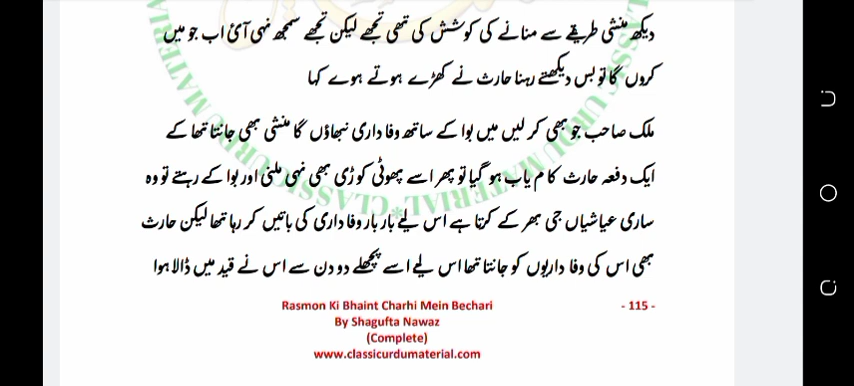 دیکھ منشی طریقے سے منانے کی کوشش کی تھی تجھے لیکن تجھے سمجھ نہی آئ اب جو میں
کروں گا تو بس دیکھتے رہنا حارث نے کھڑے ہوتے ہوے کہا
ملک صاحب جو بھی کر لیں میں بوا کے ساتھ وفاداری نبھاؤں گا منشی بھی جانتا تھا کے
ایک دفعہ حارث کام یاب ہو گیا تو پھر اسے پھوٹی کوڑی بھی نہی ملنی اور بوا کے رہتے تو وہ
ساری عیاشیاں جی بھر کے کرتا ہے اس لیے بار بار وفاداری کی باتیں کر رہا تھا لیکن حارث
بھی اس کی وفاداریوں کو جانتا تھا اس لیے اسے پچھلے دو دن سے اس نے قید میں ڈالا ہوا
Rasmon Ki Bhaint Charhi Mein Bechari - 115 -
By Shagufta Nawaz
(Complete)
www.classicurdumaterial.com